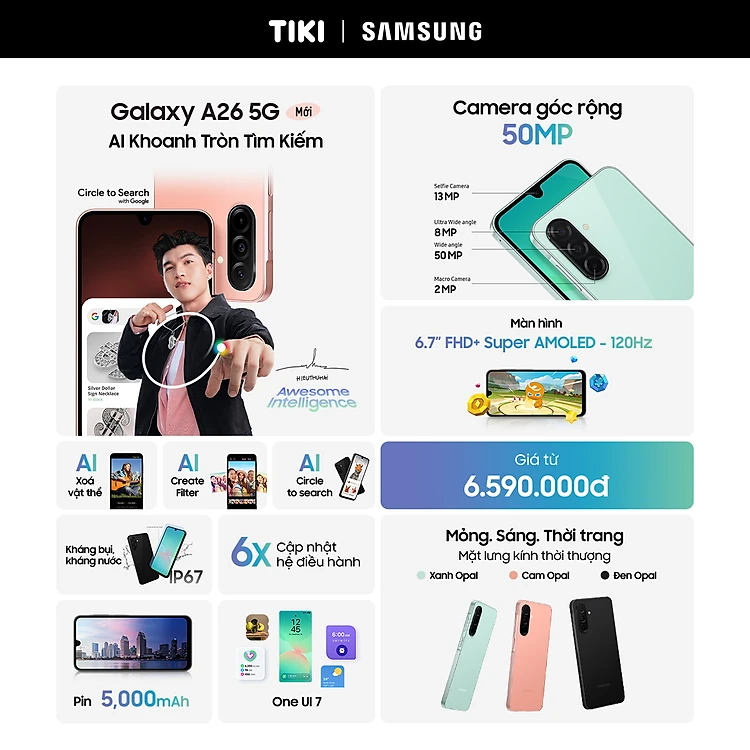 TIKI | SAMSUNG
Galaxy A26 5G Mới
AI Khoanh Tròn Tìm Kiếm
Circle to Search
with Google
Silver Dollar
Sign Necklace
HIEUTHUHAI
Awesome
Intelligence
Camera góc rộng
50MP
Selfie Camera
13 MP
Ultra Wide angle
8 MP
Wide angle
50 MP
Macro Camera
2 MP
Màn hình
6.7" FHD+ Super AMOLED - 120Hz
AI
Xoá
vật thể
AI
Create
Filter
AI
Circle
to search
Giá từ
6.590.000đ
Kháng bụi,
kháng nước
IP67
6X Cập nhật
hệ điều hành
Mỏng. Sáng. Thời trang
Mặt lưng kính thời thượng
Xanh Opal
Cam Opal
Đen Opal
Pin 5,000mAh
12
45
6:00
One UI 7